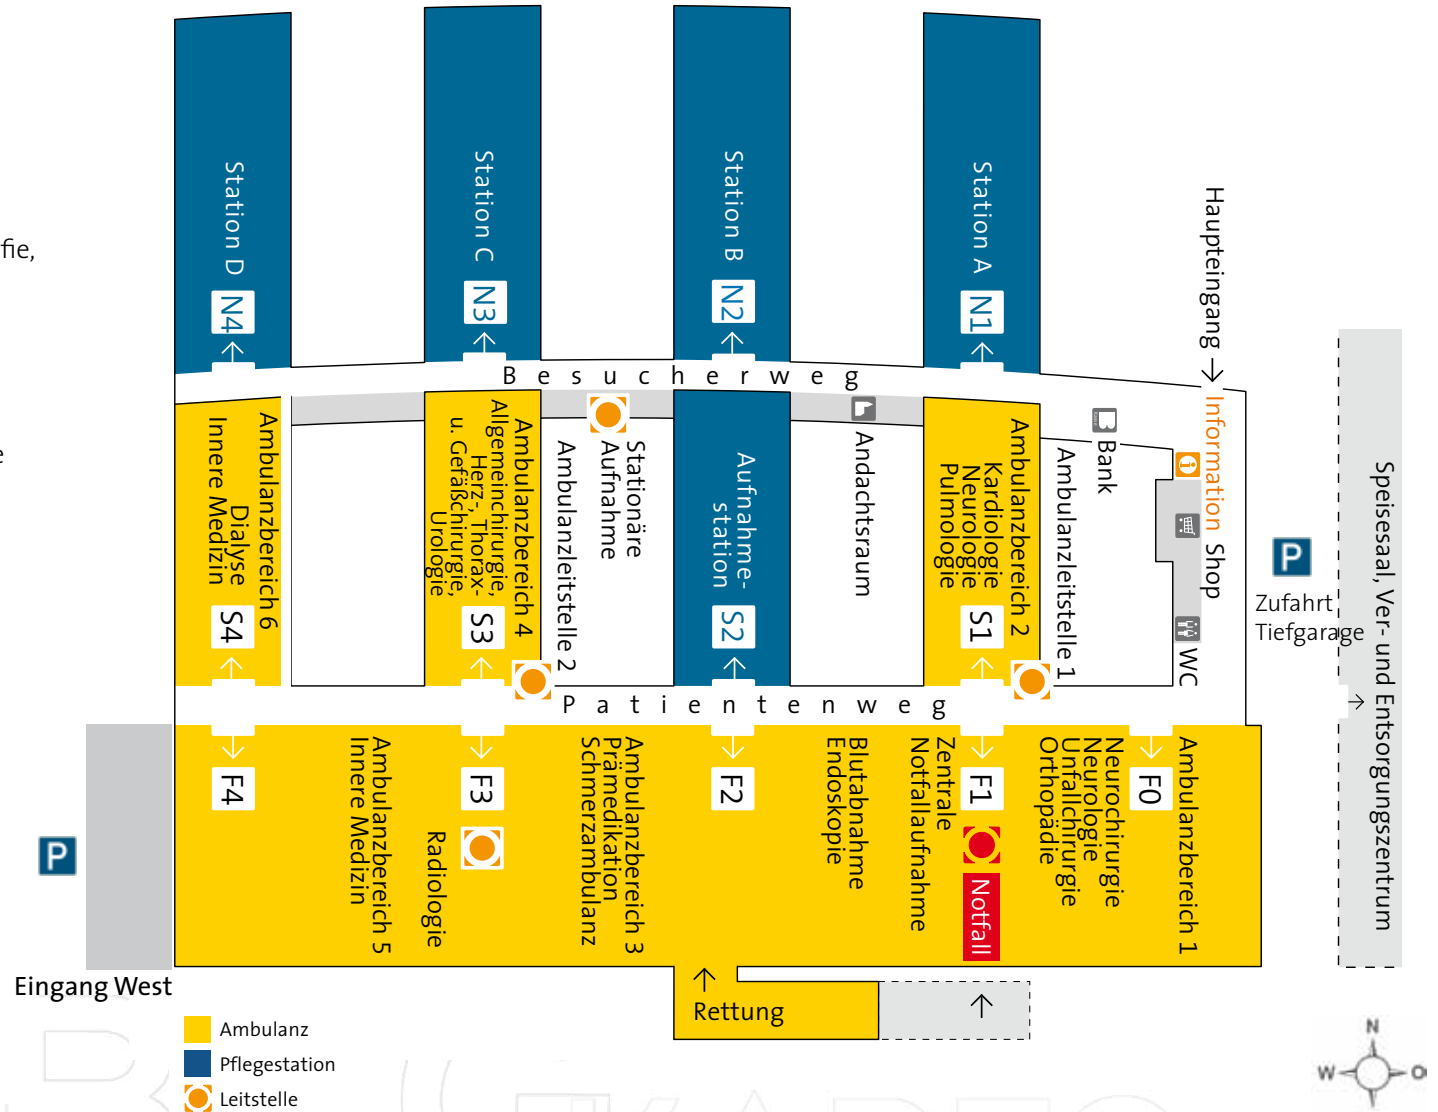 fie,
e
Station D
N4
Station C
N3
Station B
N2
Station A
N1
Haupteingang
Besucherweg
Ambulanzbereich 6
Dialyse
Innere Medizin
S4
Ambulanzbereich 4
Allgemeinchirurgie,
Herz-, Thorax-
u. Gefäßchirurgie,
Urologie
S3
Ambulanzleitstelle 2
Stationäre
Aufnahme
Aufnahme-
station
S2
Andachtsraum
Ambulanzbereich 2
Kardiologie
Neurologie
Pulmologie
S1
Ambulanzleitstelle 1
Bank
Information
Shop
WC
P
Zufahrt
Tiefgarage
Speisesaal, Ver- und Entsorgungszentrum
Patientenweg
F4
Ambulanzbereich 5
Innere Medizin
F3
Radiologie
Ambulanzbereich 3
Prämedikation
Schmerzambulanz
F2
Blutabnahme
Endoskopie
Zentrale
Notfallaufnahme
F1
Notfall
F0
Ambulanzbereich 1
Neurochirurgie
Neurologie
Unfallchirurgie
Orthopädie
P
Eingang West
Rettung
Ambulanz
Pflegestation
Leitstelle
N
W
O